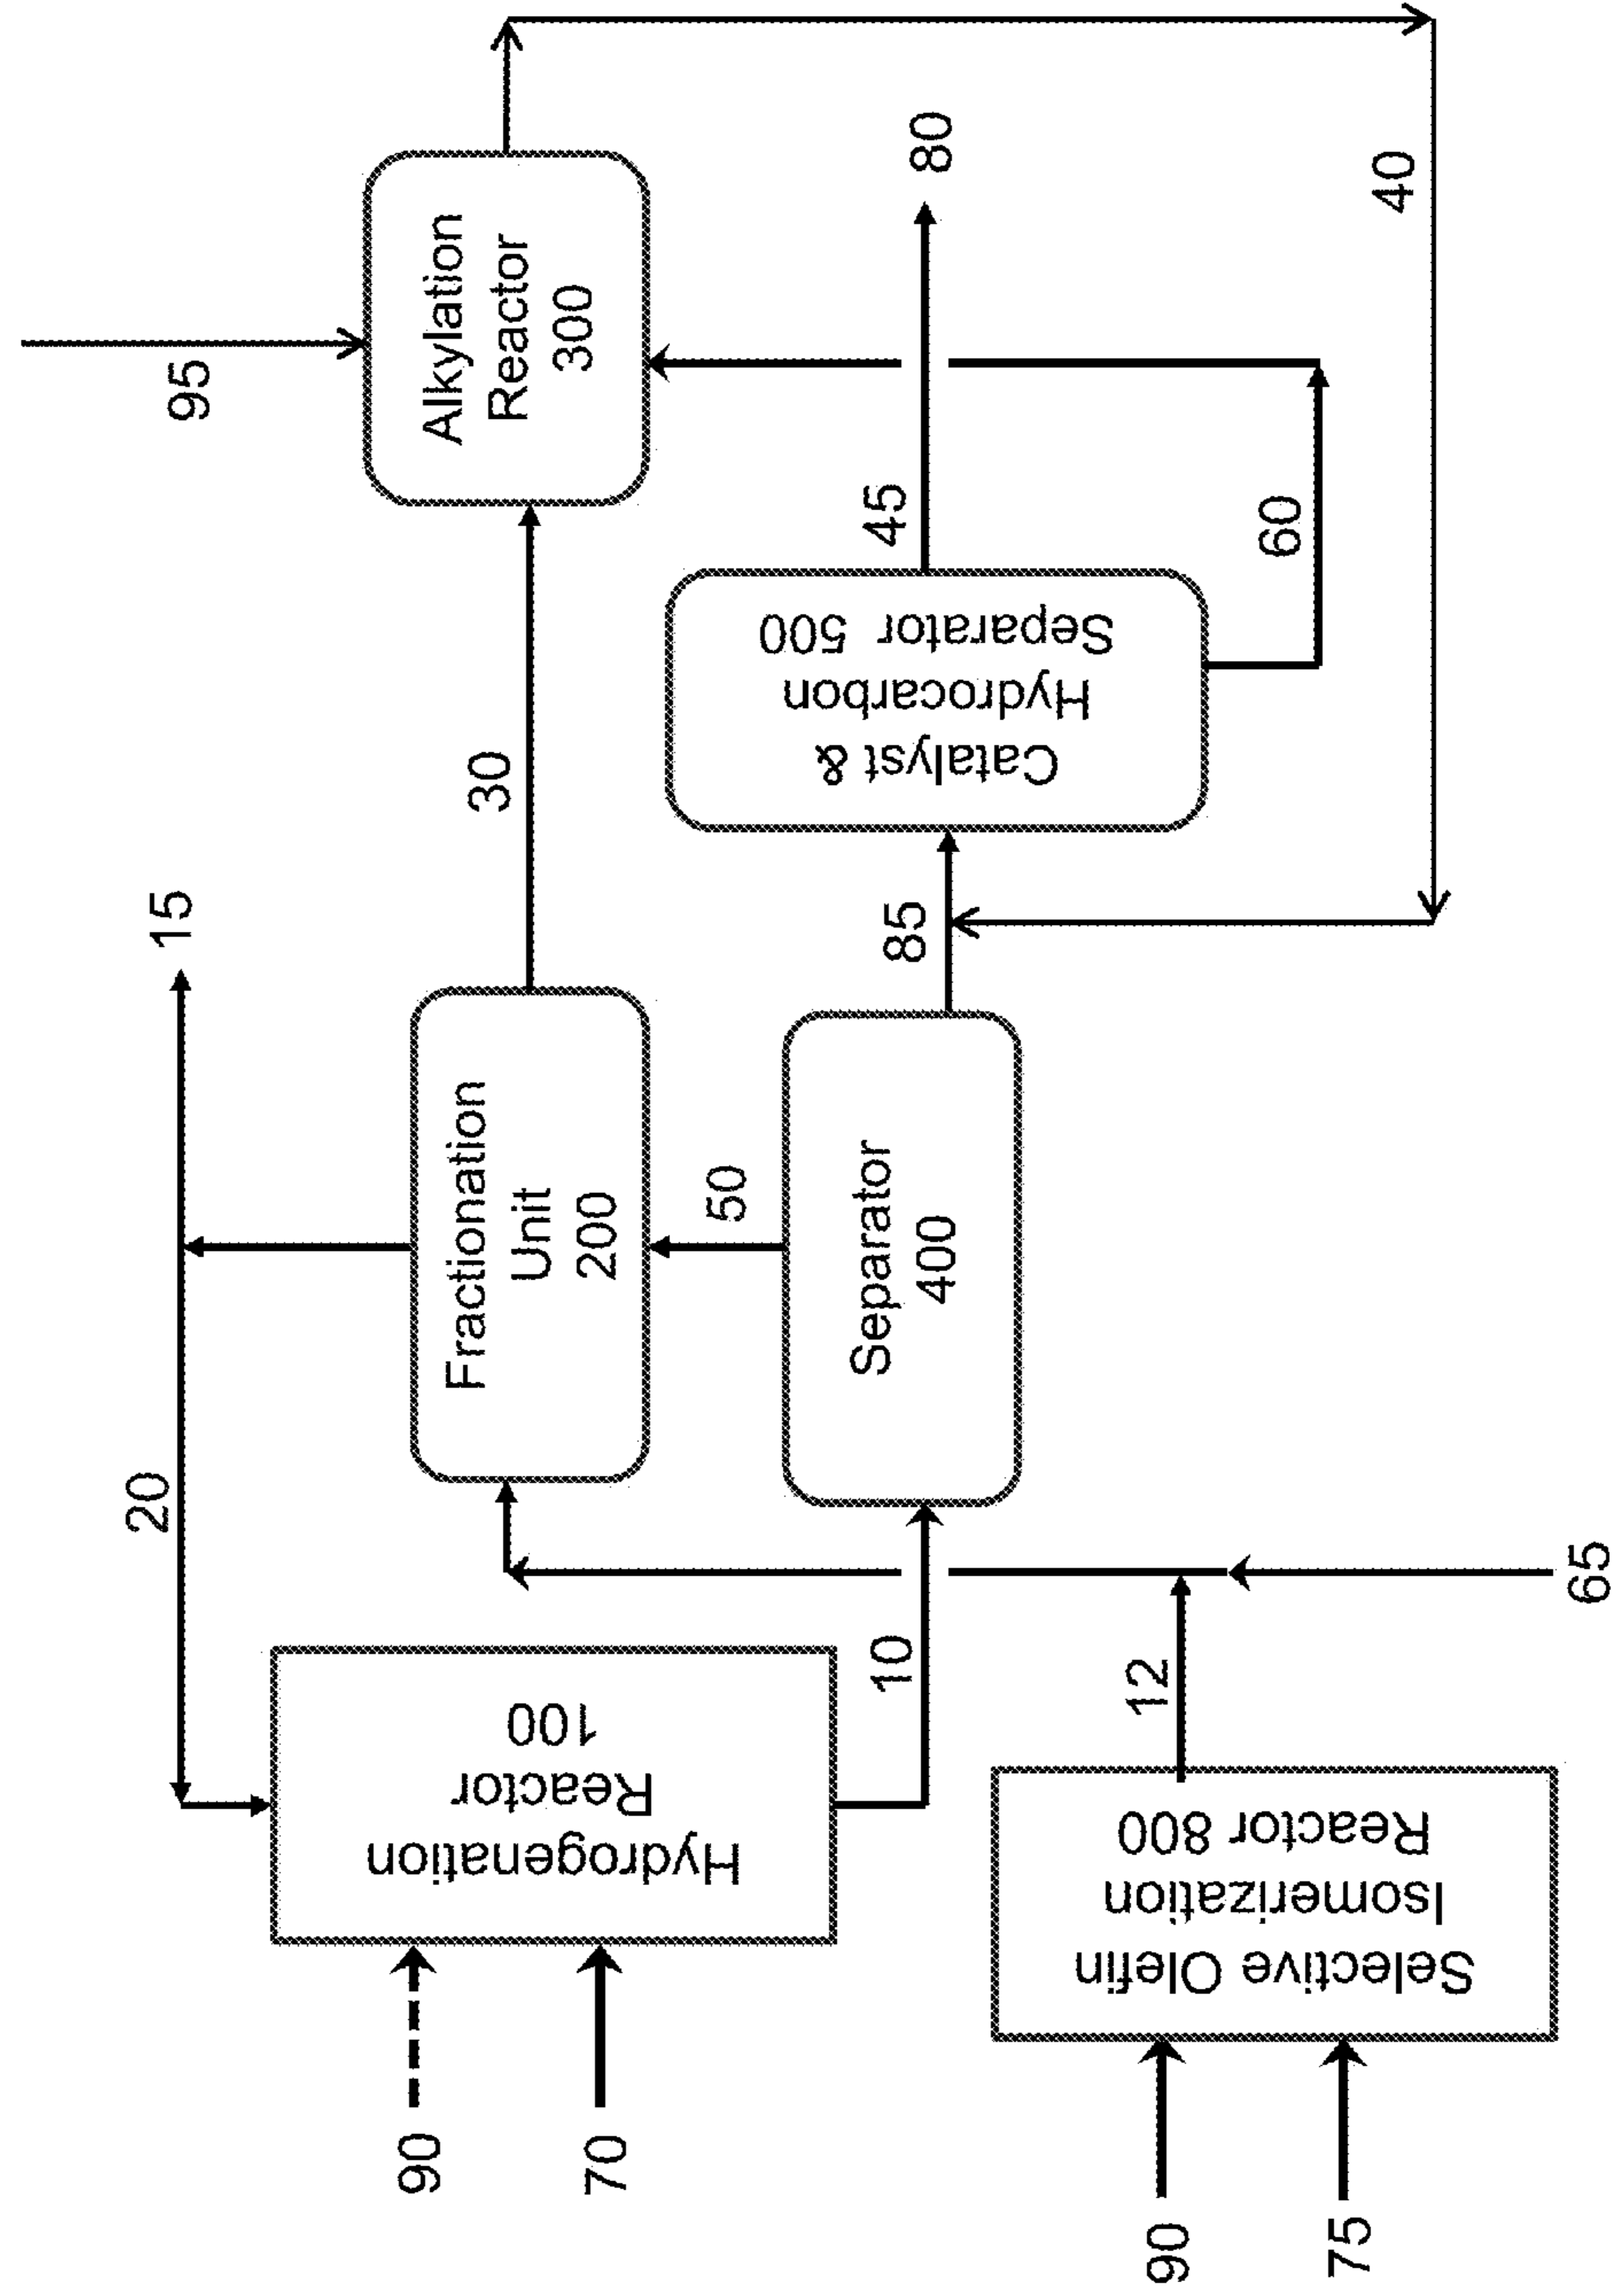 20
15
95
90
Hydrogenation
Reactor
100
70
Fractionation
Unit
200
30
Alkylation
Reactor
300
50
Catalyst &
Hydrocarbon
Separator 500
Separator
400
10
85
45
80
90
12
Selective Olefin
Isomerization
Reactor 800
75
60
40
65